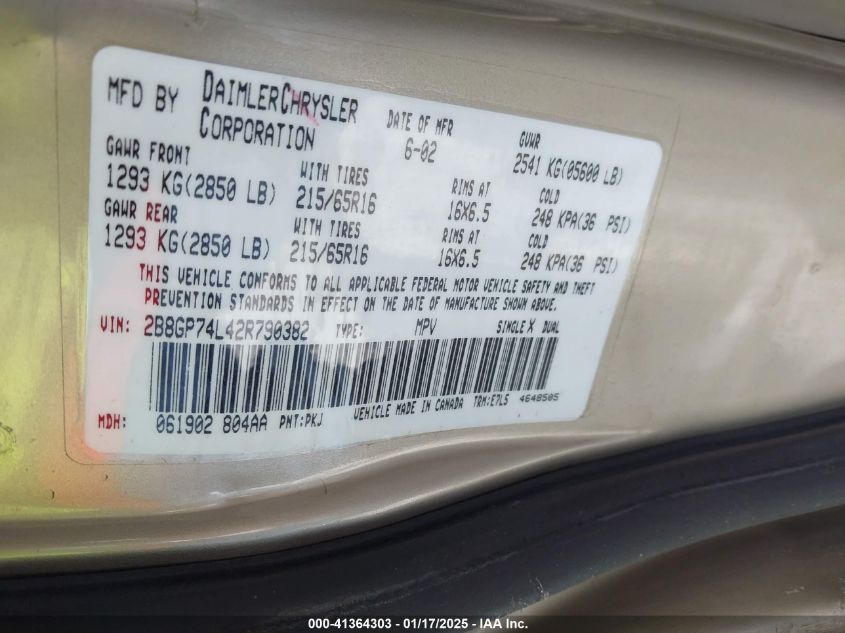 MFD BY DAIMLERCHRYSLER CORPORATION
DATE OF MFR 6-02
GVWR 2541 KG(05600 LB)
GAWR FRONT 1293 KG(2850 LB)
WITH TIRES 215/65R16
RIMS AT 16X6.5
COLD 248 KPA(36 PSI)
GAWR REAR 1293 KG(2850 LB)
WITH TIRES 215/65R16
RIMS AT 16X6.5
COLD 248 KPA(36 PSI)
THIS VEHICLE CONFORMS TO ALL APPLICABLE FEDERAL MOTOR VEHICLE SAFETY AND THEFT
PREVENTION STANDARDS IN EFFECT ON THE DATE OF MANUFACTURE SHOWN ABOVE.
VIN: 2B8GP74L42R790382 TYPE: MPV SINGLE X DUAL
MDH: 061902 804AA PNT:PKJ VEHICLE MADE IN CANADA TRM:E7L5 4648505
000-41364303 - 01/17/2025 - IAA Inc.